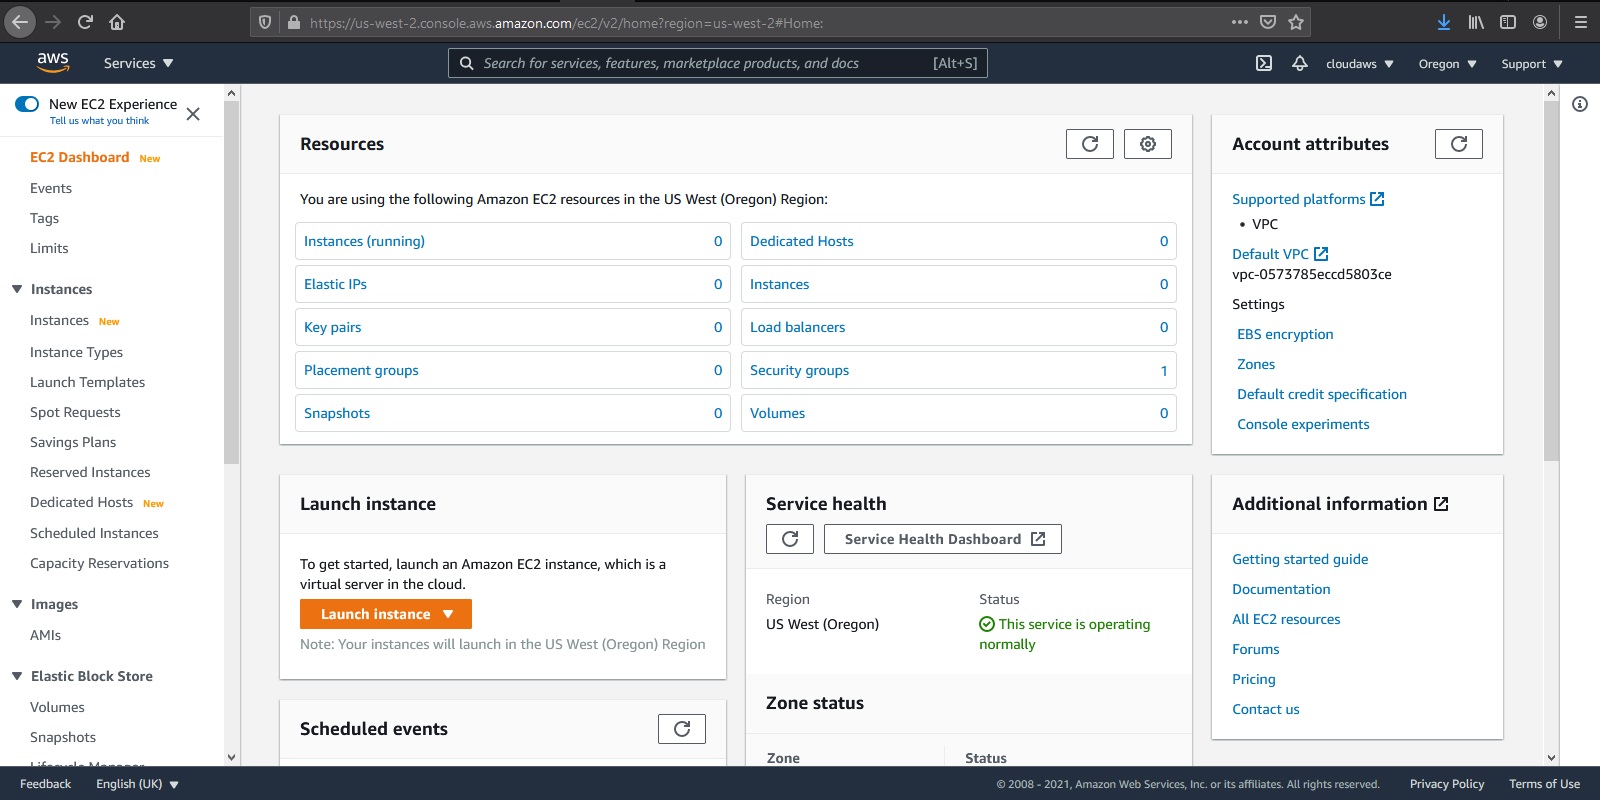 https://us-west-2.console.aws.amazon.com/ec2/v2/home?region=us-west-2#Home:
aws
Services
Search for services, features, marketplace products, and docs
[Alt+S]
cloudaws
Oregon
Support
New EC2 Experience
Tell us what you think
EC2 Dashboard New
Events
Tags
Limits
Instances
Instances New
Instance Types
Launch Templates
Spot Requests
Savings Plans
Reserved Instances
Dedicated Hosts New
Scheduled Instances
Capacity Reservations
Images
AMIs
Elastic Block Store
Volumes
Snapshots
Lifecycle Manager
Resources
You are using the following Amazon EC2 resources in the US West (Oregon) Region:
Instances (running) 0
Dedicated Hosts 0
Elastic IPs 0
Instances 0
Key pairs 0
Load balancers 0
Placement groups 0
Security groups 1
Snapshots 0
Volumes 0
Launch instance
To get started, launch an Amazon EC2 instance, which is a
virtual server in the cloud.
Launch instance
Note: Your instances will launch in the US West (Oregon) Region
Scheduled events
Service health
Service Health Dashboard
Region
US West (Oregon)
Status
This service is operating
normally
Zone status
Zone
Status
Account attributes
Supported platforms
• VPC
Default VPC
vpc-0573785eccd5803ce
Settings
EBS encryption
Zones
Default credit specification
Console experiments
Additional information
Getting started guide
Documentation
All EC2 resources
Forums
Pricing
Contact us
Feedback
English (UK)
© 2008 - 2021, Amazon Web Services, Inc. or its affiliates. All rights reserved.
Privacy Policy
Terms of Use